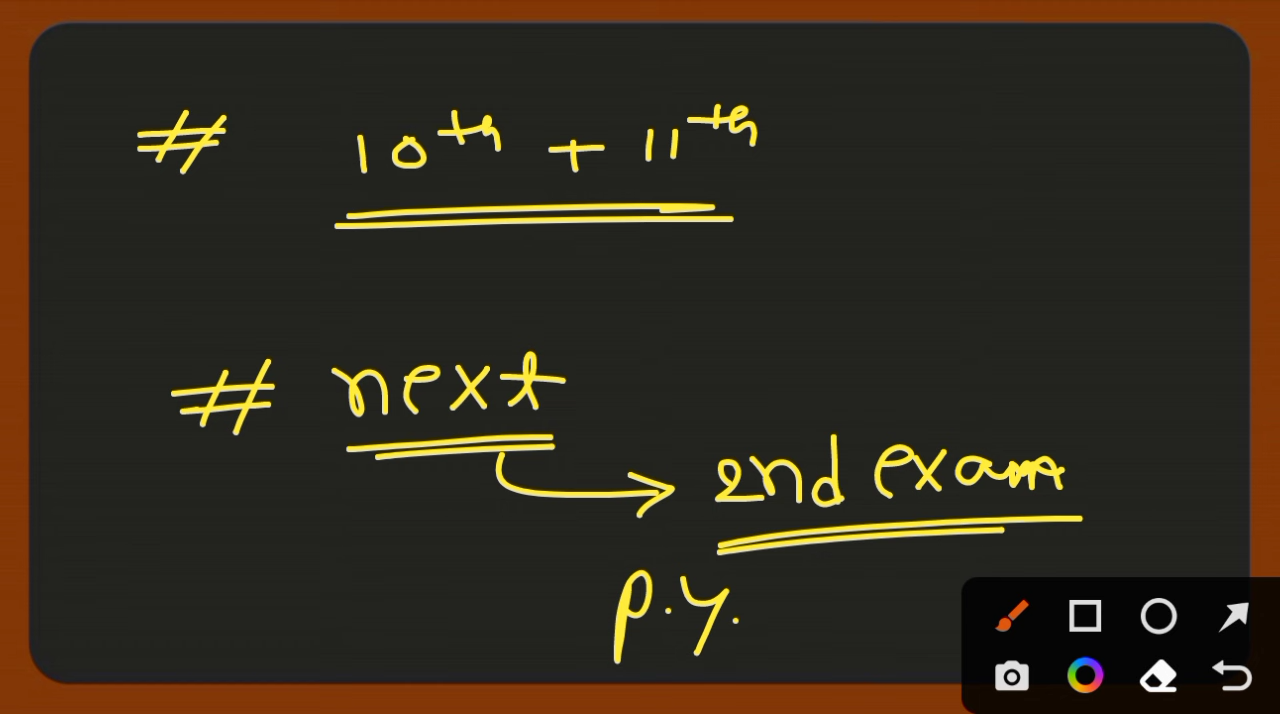 # 10th + 11th
# next
→ 2nd exam
P.Y.